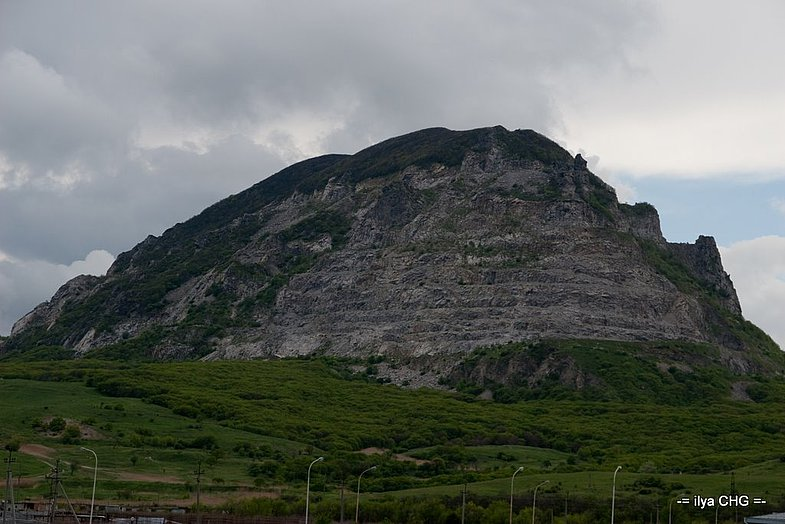 -= ilya CHG =-